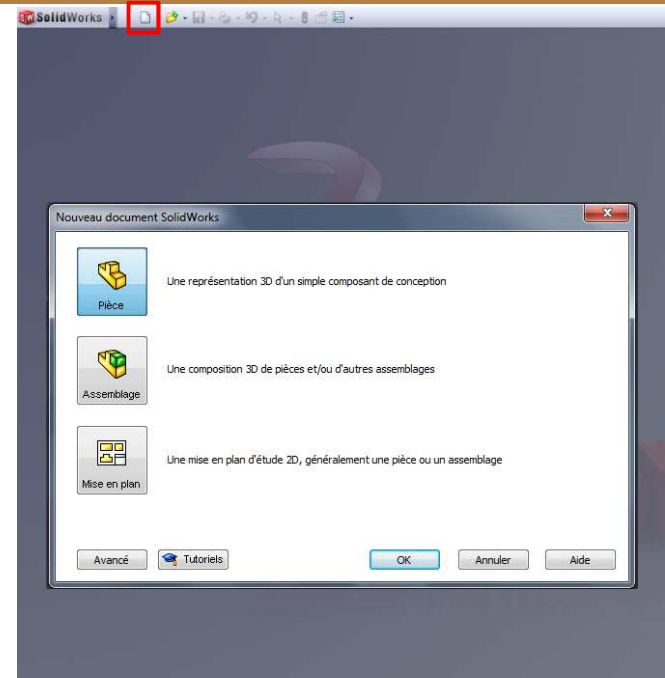 SolidWorks
Nouveau document SolidWorks
Pièce
Une représentation 3D d'un simple composant de conception
Assemblage
Une composition 3D de pièces et/ou d'autres assemblages
Mise en plan
Une mise en plan d'étude 2D, généralement une pièce ou un assemblage
Avancé
Tutoriels
OK
Annuler
Aide